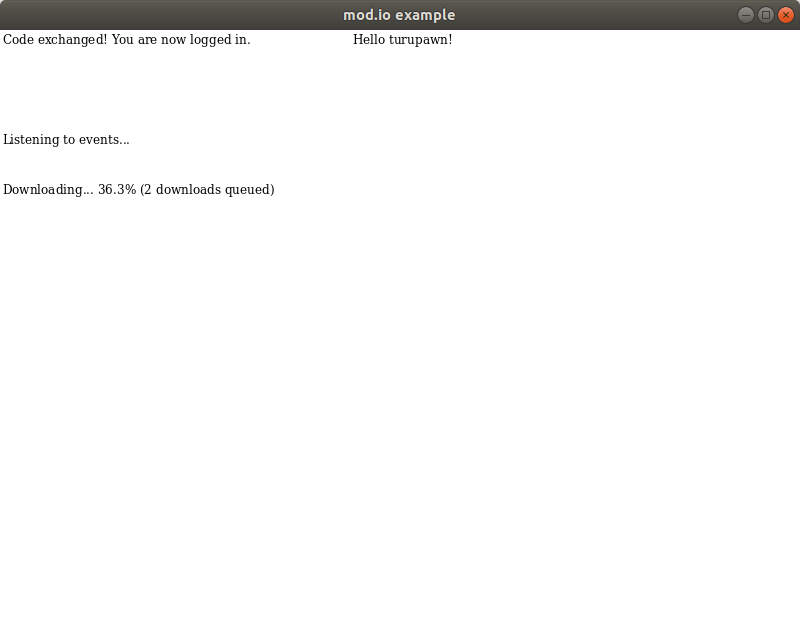 mod.io example
Code exchanged! You are now logged in.
Hello turupawn!
Listening to events...
Downloading... 36.3% (2 downloads queued)